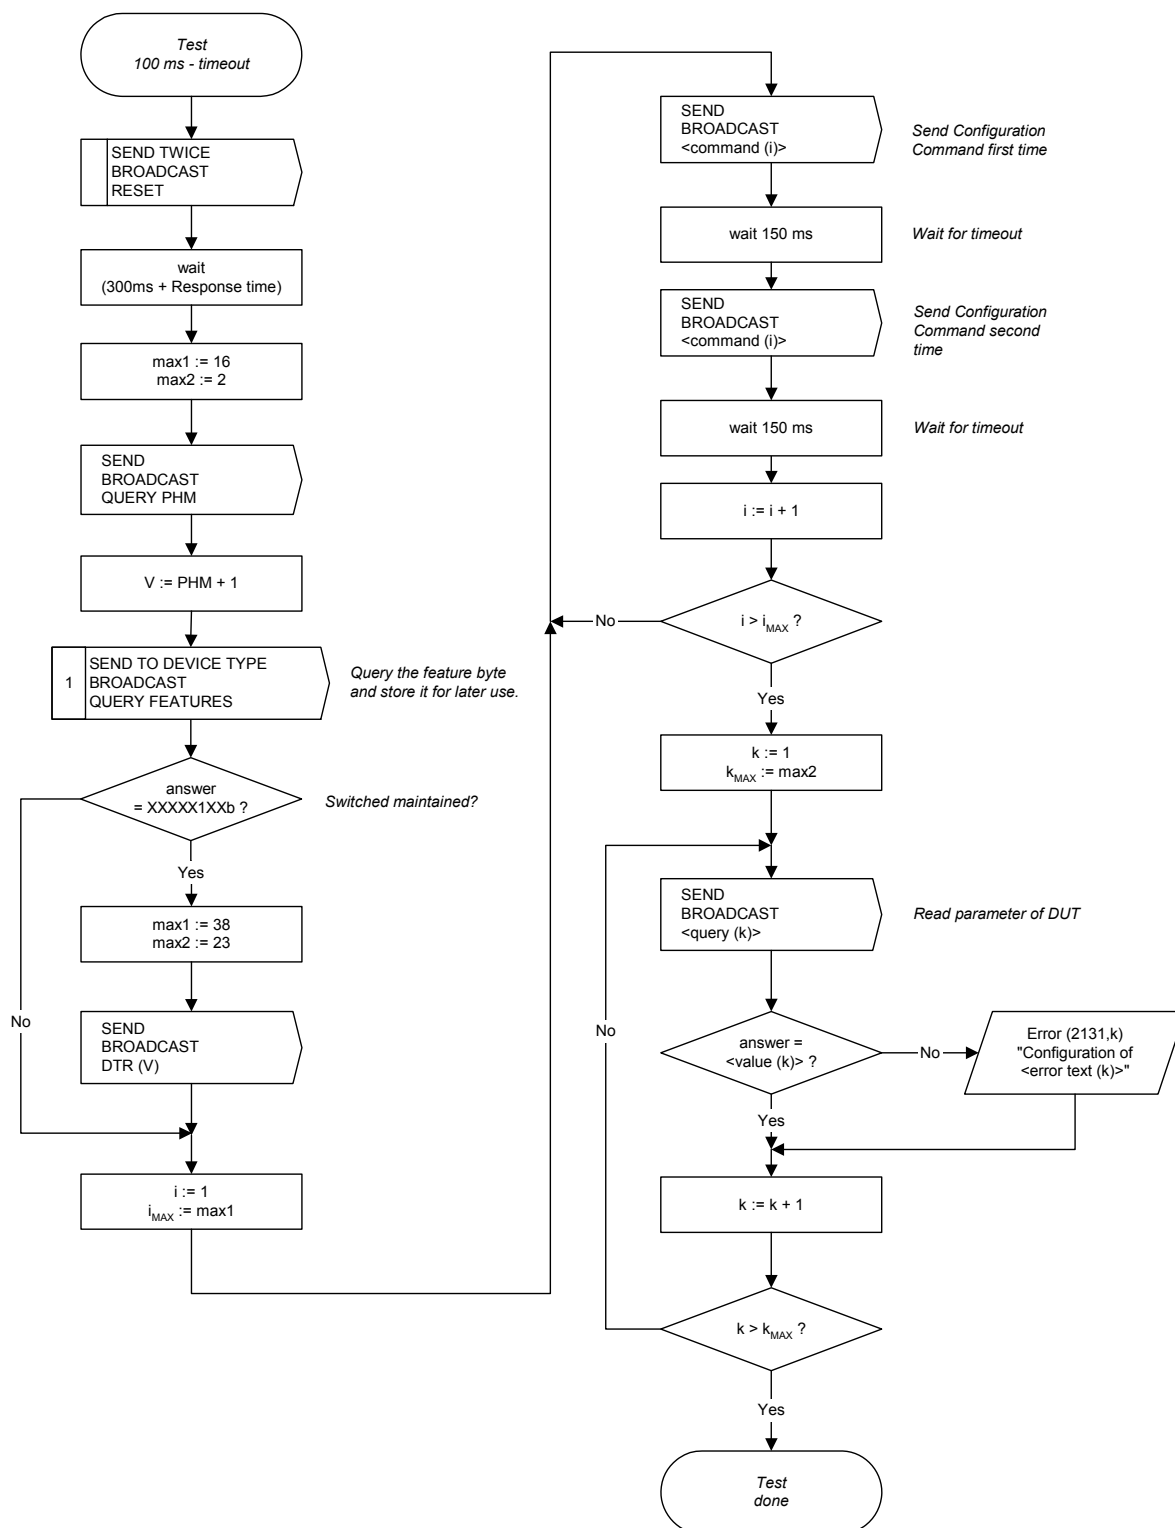 Test
100 ms - timeout
SEND TWICE
BROADCAST
RESET
wait
(300ms + Response time)
max1 := 16
max2 := 2
SEND
BROADCAST
QUERY PHM
V := PHM + 1
1
SEND TO DEVICE TYPE
BROADCAST
QUERY FEATURES
Query the feature byte
and store it for later use.
answer
= XXXXX1XXb ?
Switched maintained?
Yes
max1 := 38
max2 := 23
No
SEND
BROADCAST
DTR (V)
i := 1
iMAX := max1
SEND
BROADCAST
<command (i)>
Send Configuration
Command first time
wait 150 ms
Wait for timeout
SEND
BROADCAST
<command (i)>
Send Configuration
Command second
time
wait 150 ms
Wait for timeout
i := i + 1
No
i > iMAX ?
Yes
k := 1
kMAX := max2
SEND
BROADCAST
<query (k)>
Read parameter of DUT
No
answer =
<value (k)> ?
No
Error (2131,k)
"Configuration of
<error text (k)>"
Yes
k := k + 1
k > kMAX ?
Yes
Test
done